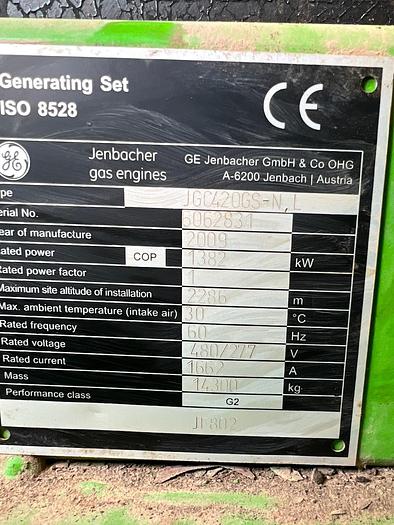 Generating Set
ISO 8528
CE
GE
Jenbacher
gas engines
GE Jenbacher GmbH & Co OHG
A-6200 Jenbach | Austria
ype JGC420GS-N,L
erial No. 6062831
ear of manufacture 2009
ated power COP 1382 kW
Rated power factor 1
Maximum site altitude of installation 2286 m
Max. ambient temperature (intake air) 30 °C
Rated frequency 60 Hz
Rated voltage 480/277 V
Rated current 1662 A
Mass 14300 kg
Performance class G2